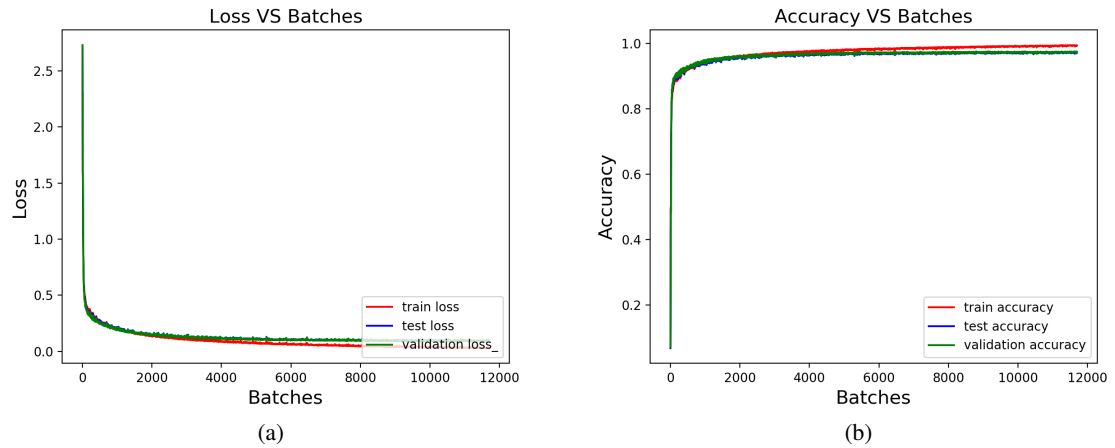 Loss VS Batches
2.5
2.0
1.5
1.0
0.5
0.0
Loss
train loss
test loss
validation loss_
0 2000 4000 6000 8000 10000 12000
Batches
(a)
Accuracy VS Batches
1.0
0.8
0.6
0.4
0.2
Accuracy
train accuracy
test accuracy
validation accuracy
0 2000 4000 6000 8000 10000 12000
Batches
(b)